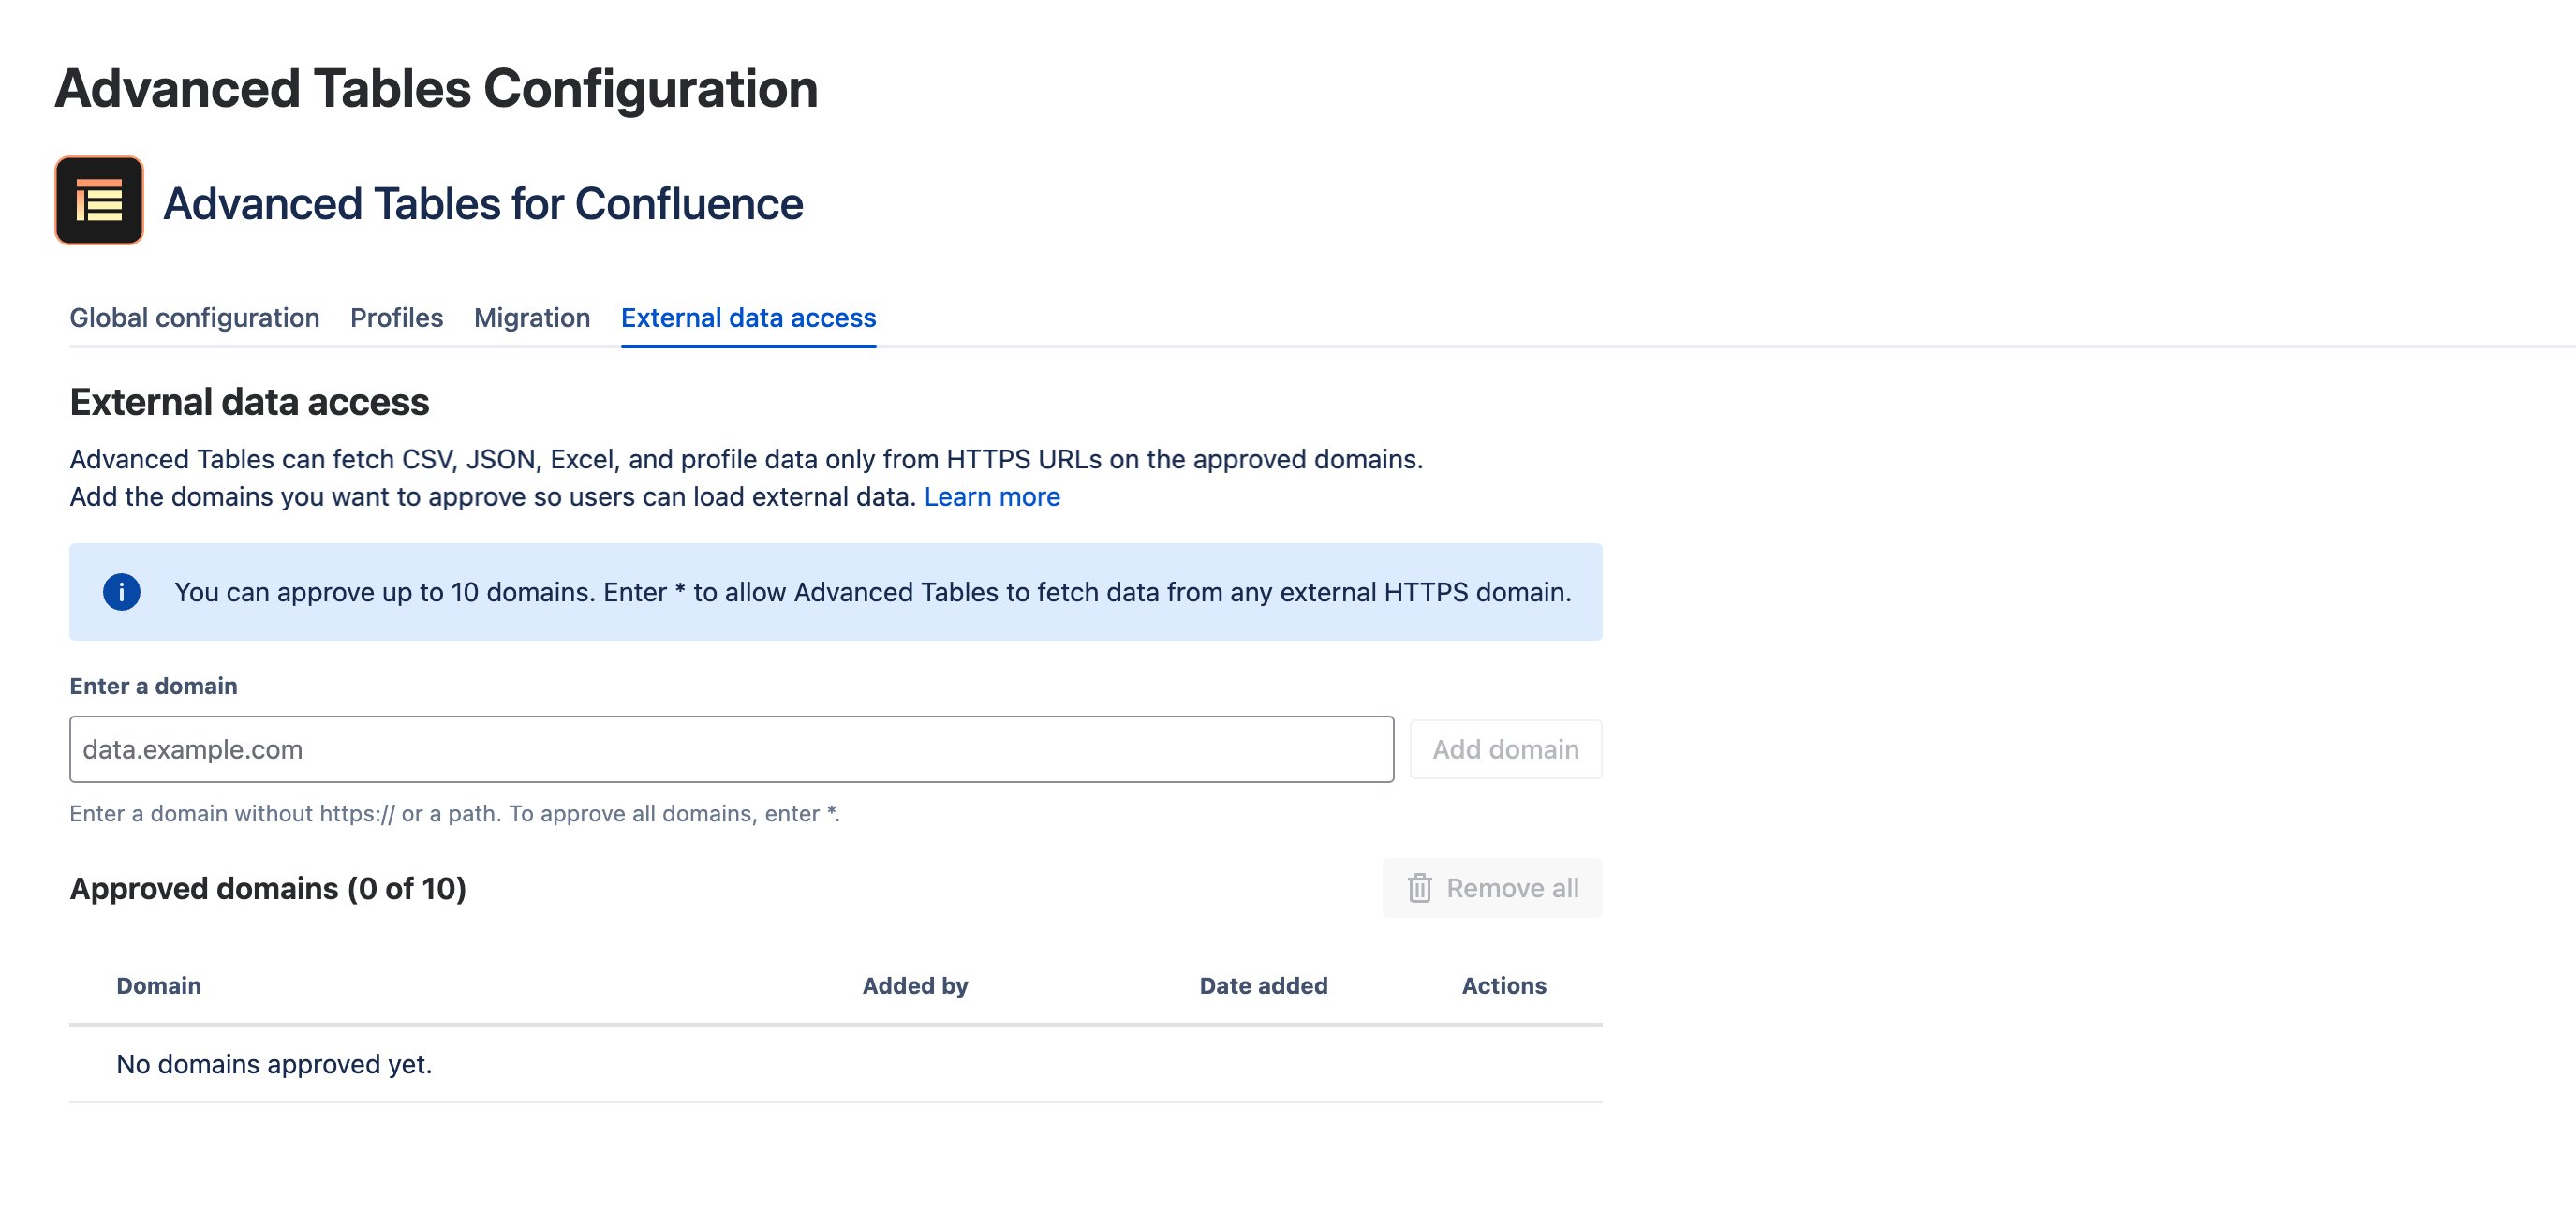 Advanced Tables Configuration
Advanced Tables for Confluence
Global configuration Profiles Migration External data access
External data access
Advanced Tables can fetch CSV, JSON, Excel, and profile data only from HTTPS URLs on the approved domains.
Add the domains you want to approve so users can load external data. Learn more
You can approve up to 10 domains. Enter * to allow Advanced Tables to fetch data from any external HTTPS domain.
Enter a domain
data.example.com Add domain
Enter a domain without https:// or a path. To approve all domains, enter *.
Approved domains (0 of 10) Remove all
Domain Added by Date added Actions
No domains approved yet.